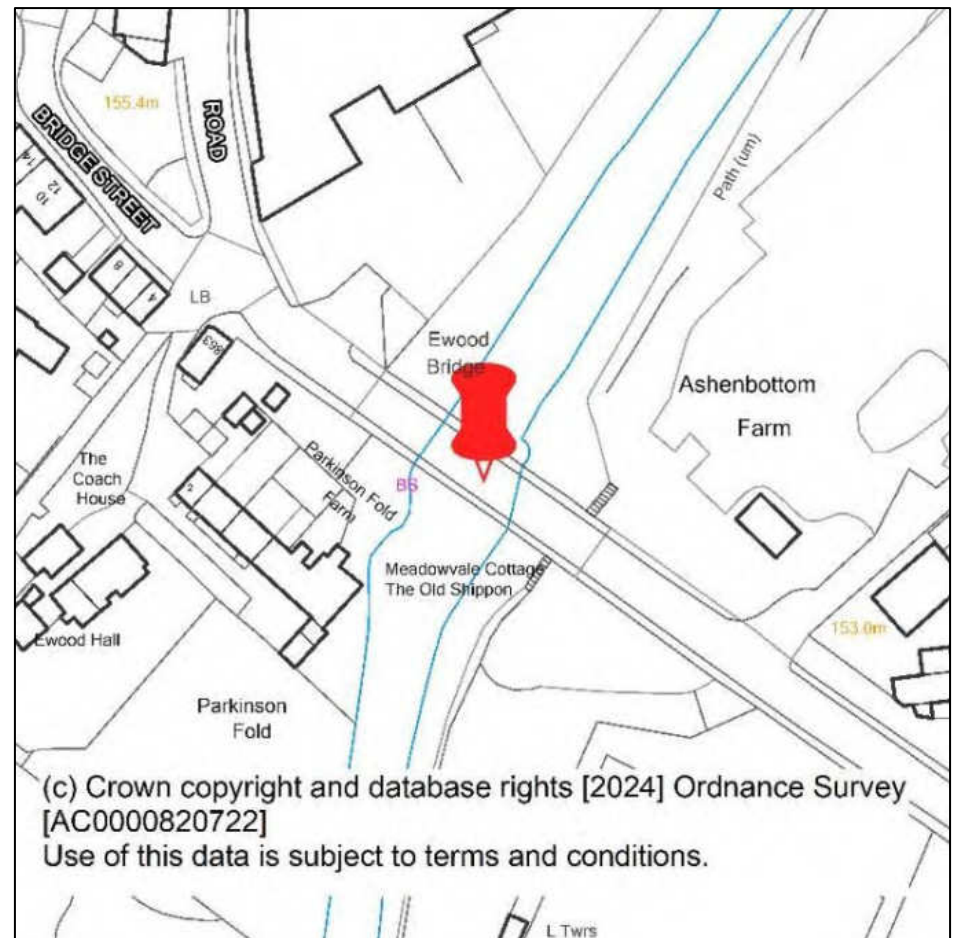 155.4m
ROAD
BRIDGE STREET
14
12
10
8
4
LB
863
Path (um)
Ewood
Bridge
Ashenbottom
Farm
The
Coach
House
Parkinson Fold
Farm
2
BS
Meadowvale Cottage
The Old Shippon
153.0m
Ewood Hall
Parkinson
Fold
(c) Crown copyright and database rights [2024] Ordnance Survey
[AC0000820722]
Use of this data is subject to terms and conditions.
L Twrs